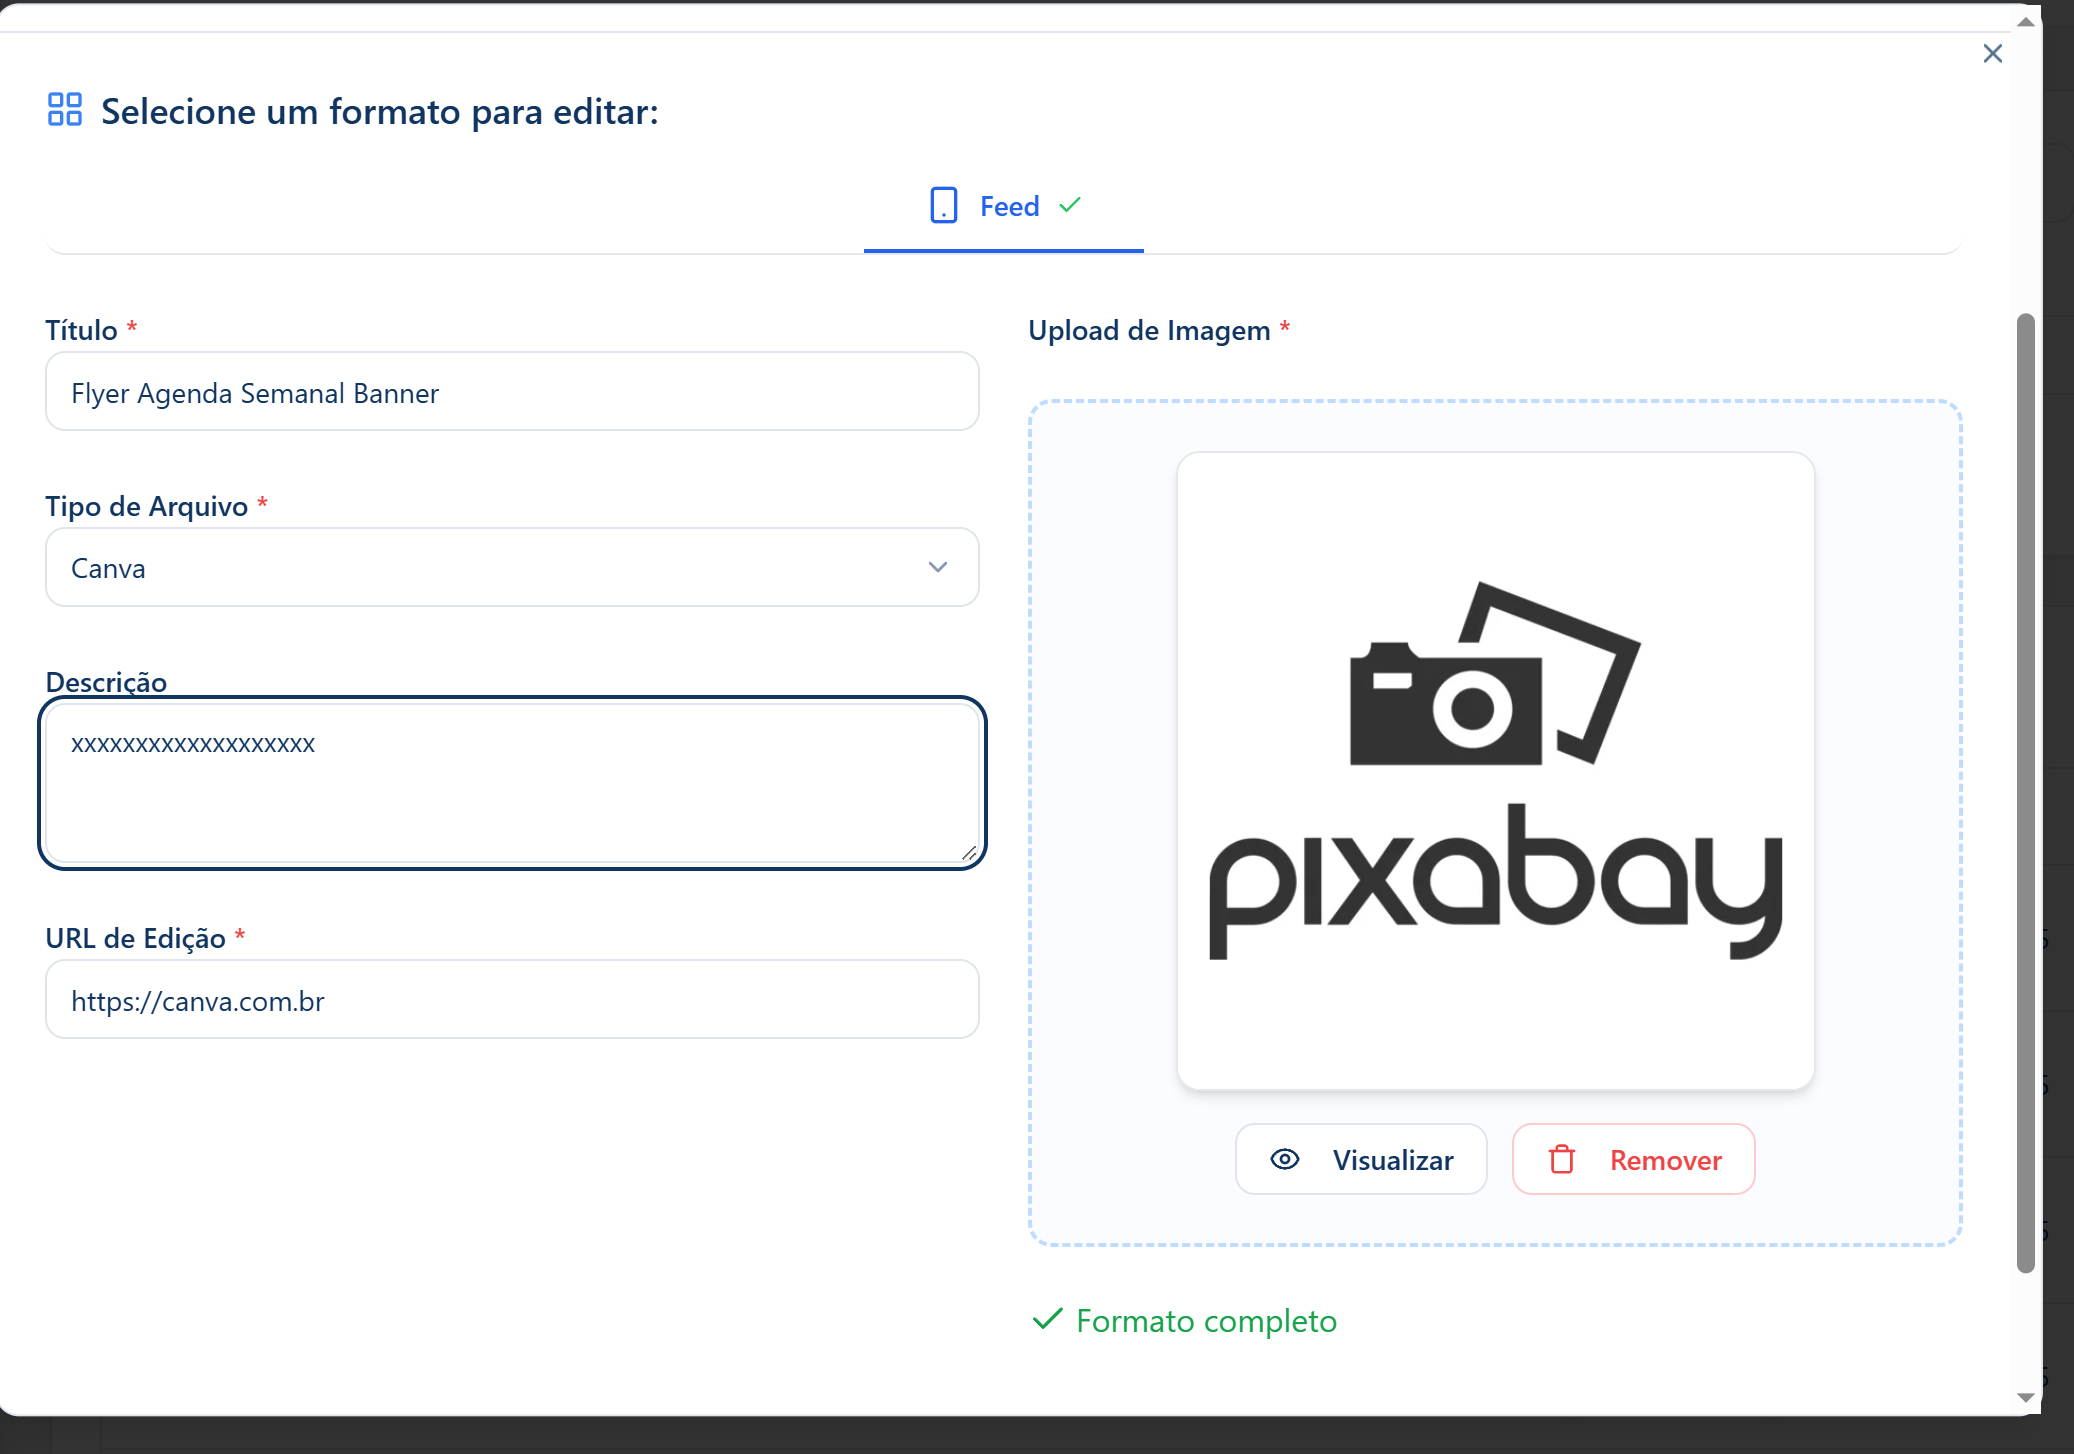 Selecione um formato para editar:
Feed
Título *
Flyer Agenda Semanal Banner
Tipo de Arquivo *
Canva
Descrição
xxxxxxxxxxxxxxxxxxx
URL de Edição *
https://canva.com.br
Upload de Imagem *
pixabay
Visualizar
Remover
Formato completo